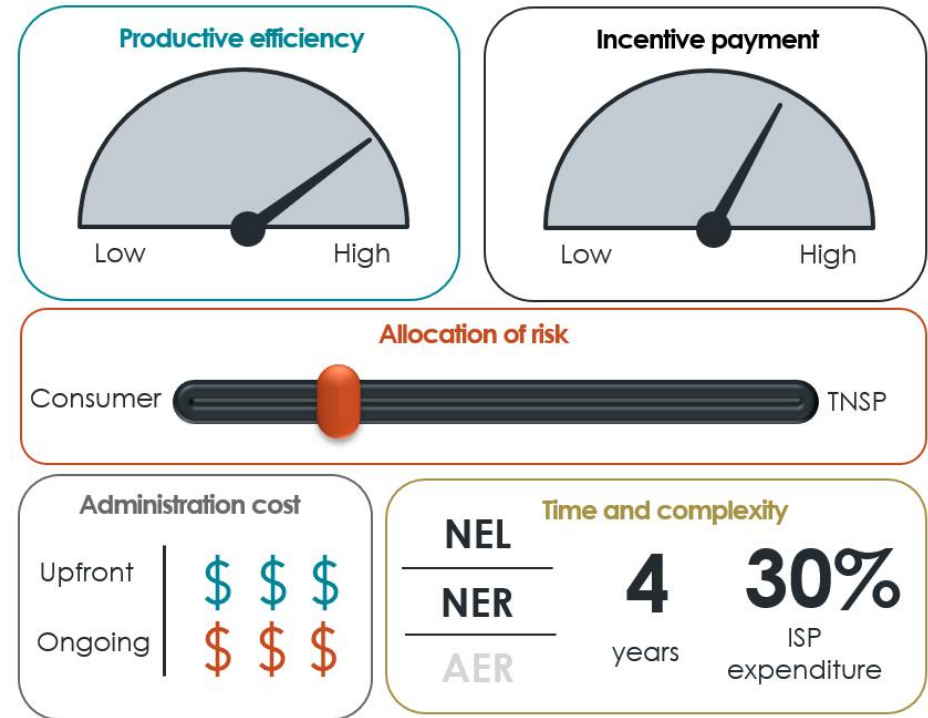 Productive efficiency
Low
High
Incentive payment
Low
High
Allocation of risk
Consumer
TNSP
Administration cost
Upfront
$ $ $
Ongoing
$ $ $
Time and complexity
NEL
NER
AER
4
years
30%
ISP
expenditure